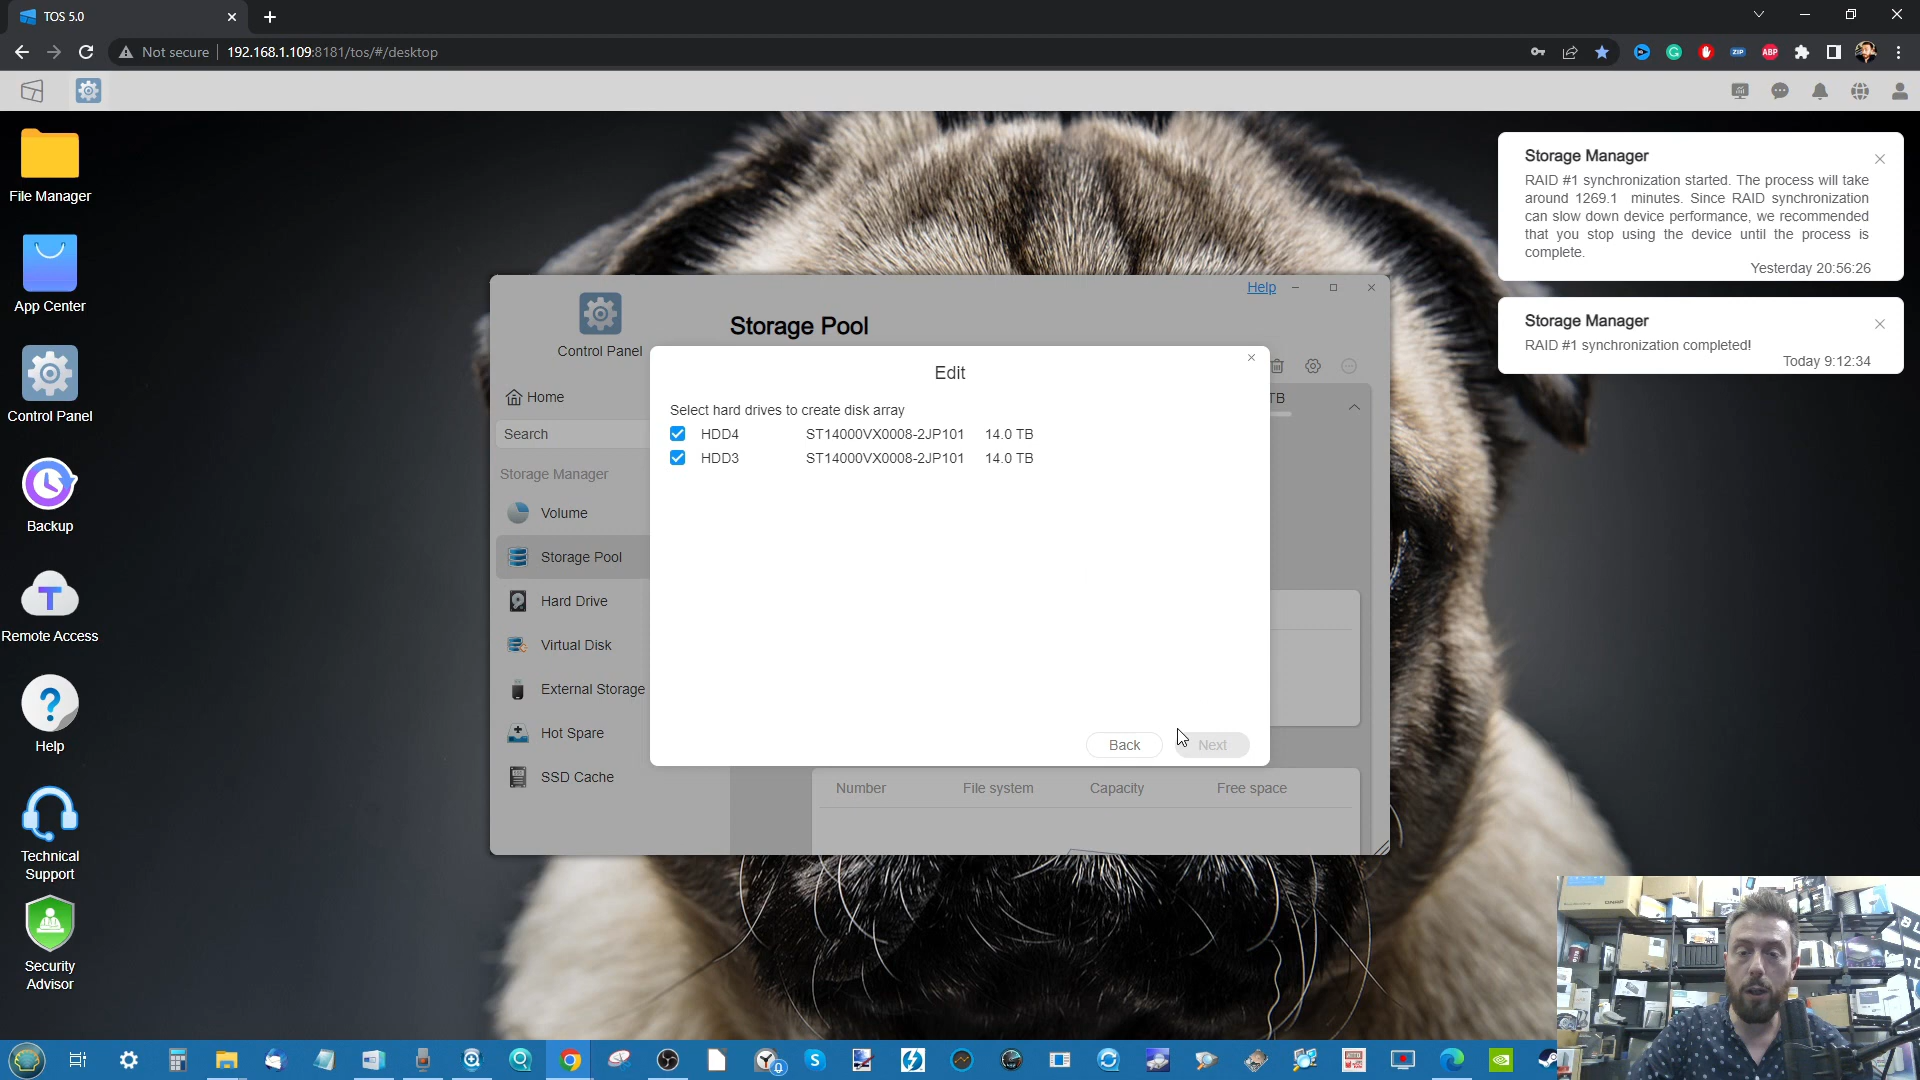 TOS 5.0
Not secure 192.168.1.109:8181/tos/#/desktop
ZIP
ABP
File Manager
App Center
Control Panel
Backup
Remote Access
Help
Technical
Support
Security
Advisor
Help
Control Panel
Home
Search
Storage Manager
Volume
Storage Pool
Hard Drive
Virtual Disk
External Storage
Hot Spare
SSD Cache
Storage Pool
TB
Edit
Select hard drives to create disk array
HDD4 ST14000VX0008-2JP101 14.0 TB
HDD3 ST14000VX0008-2JP101 14.0 TB
Back Next
Number File system Capacity Free space
Storage Manager
RAID #1 synchronization started. The process will take
around 1269.1 minutes. Since RAID synchronization
can slow down device performance, we recommended
that you stop using the device until the process is
complete.
Yesterday 20:56:26
Storage Manager
RAID #1 synchronization completed!
Today 9:12:34